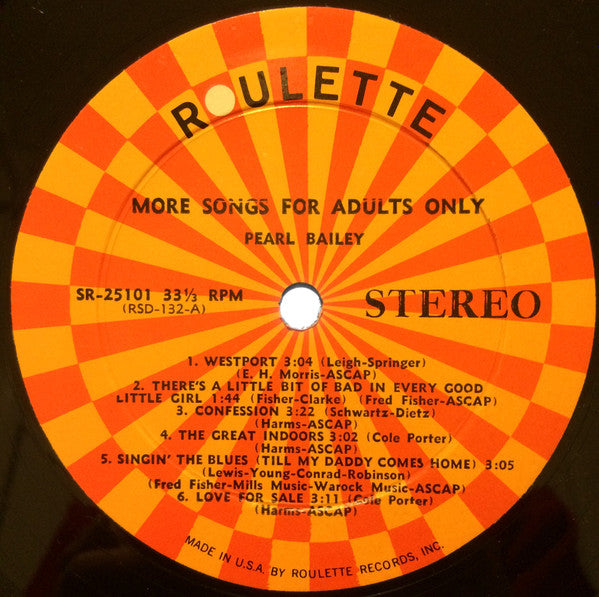 ROULETTE
MORE SONGS FOR ADULTS ONLY
PEARL BAILEY
SR-25101 33⅓ RPM
(RSD-132-A)
STEREO
1. WESTPORT 3:04 (Leigh-Springer)
(E. H. Morris-ASCAP)
2. THERE'S A LITTLE BIT OF BAD IN EVERY GOOD
LITTLE GIRL 1:44 (Fisher-Clarke) (Fred Fisher-ASCAP)
3. CONFESSION 3:22 (Schwartz-Dietz)
(Harms-ASCAP)
4. THE GREAT INDOORS 3:02 (Cole Porter)
(Harms-ASCAP)
5. SINGIN' THE BLUES (TILL MY DADDY COMES HOME) 3:05
(Lewis-Young-Conrad-Robinson)
(Fred Fisher-Mills Music-Warock Music-ASCAP)
6. LOVE FOR SALE 3:11 (Cole Porter)
(Harms-ASCAP)
MADE IN U.S.A. BY ROULETTE RECORDS, INC.